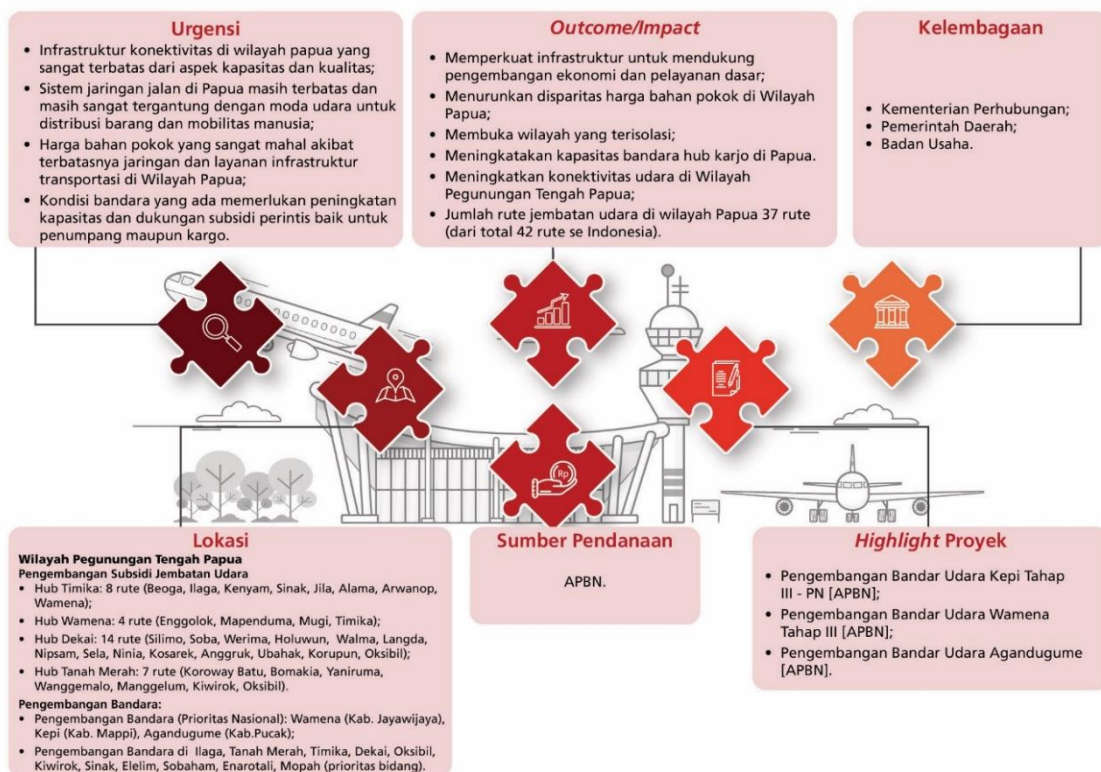 Urgensi
• Infrastruktur konektivitas di wilayah papua yang
sangat terbatas dari aspek kapasitas dan kualitas;
• Sistem jaringan jalan di Papua masih terbatas dan
masih sangat tergantung dengan moda udara untuk
distribusi barang dan mobilitas manusia;
• Harga bahan pokok yang sangat mahal akibat
terbatasnya jaringan dan layanan infrastruktur
transportasi di Wilayah Papua;
• Kondisi bandara yang ada memerlukan peningkatan
kapasitas dan dukungan subsidi perintis baik untuk
penumpang maupun kargo.
Outcome/Impact
• Memperkuat infrastruktur untuk mendukung
pengembangan ekonomi dan pelayanan dasar;
• Menurunkan disparitas harga bahan pokok di Wilayah
Papua;
• Membuka wilayah yang terisolasi;
• Meningkatakan kapasitas bandara hub karjo di Papua.
• Meningkatkan konektivitas udara di Wilayah
Pegunungan Tengah Papua;
• Jumlah rute jembatan udara di wilayah Papua 37 rute
(dari total 42 rute se Indonesia).
Kelembagaan
• Kementerian Perhubungan;
• Pemerintah Daerah;
• Badan Usaha.
Rp
Lokasi
Wilayah Pegunungan Tengah Papua
Pengembangan Subsidi Jembatan Udara
• Hub Timika: 8 rute (Beoga, Ilaga, Kenyam, Sinak, Jila, Alama, Arwanop,
Wamena);
• Hub Wamena: 4 rute (Enggolok, Mapenduma, Mugi, Timika);
• Hub Dekai: 14 rute (Silimo, Soba, Werima, Holuwun, Walma, Langda,
Nipsam, Sela, Ninia, Kosarek, Anggruk, Ubahak, Korupun, Oksibil);
• Hub Tanah Merah: 7 rute (Koroway Batu, Bomakia, Yaniruma,
Wanggemalo, Manggelum, Kiwirok, Oksibil).
Pengembangan Bandara:
• Pengembangan Bandara (Prioritas Nasional): Wamena (Kab. Jayawijaya),
Kepi (Kab. Mappi), Agandugume (Kab.Pucak);
• Pengembangan Bandara di Ilaga, Tanah Merah, Timika, Dekai, Oksibil,
Kiwirok, Sinak, Elelim, Sobaham, Enarotali, Mopah (prioritas bidang).
Sumber Pendanaan
APBN.
Highlight Proyek
• Pengembangan Bandar Udara Kepi Tahap
III - PN [APBN];
• Pengembangan Bandar Udara Wamena
Tahap III [APBN];
• Pengembangan Bandar Udara Agandugume
[APBN].